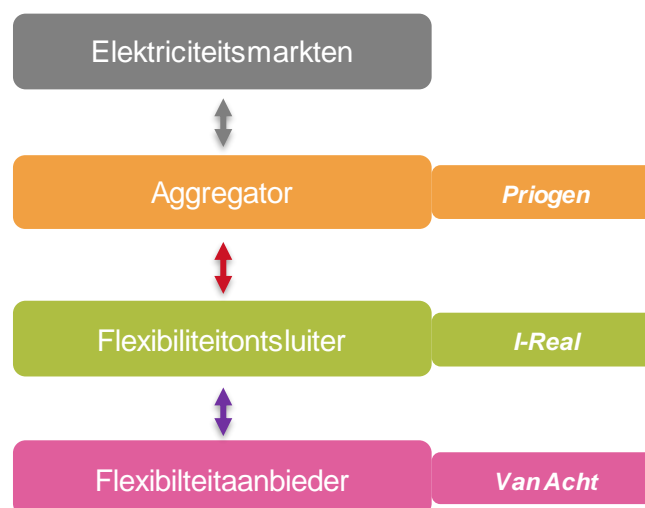 Elektriciteitsmarkten
Aggregator
Priogen
Flexibiliteitontsluiter
I-Real
Flexibilteitaanbieder
Van Acht